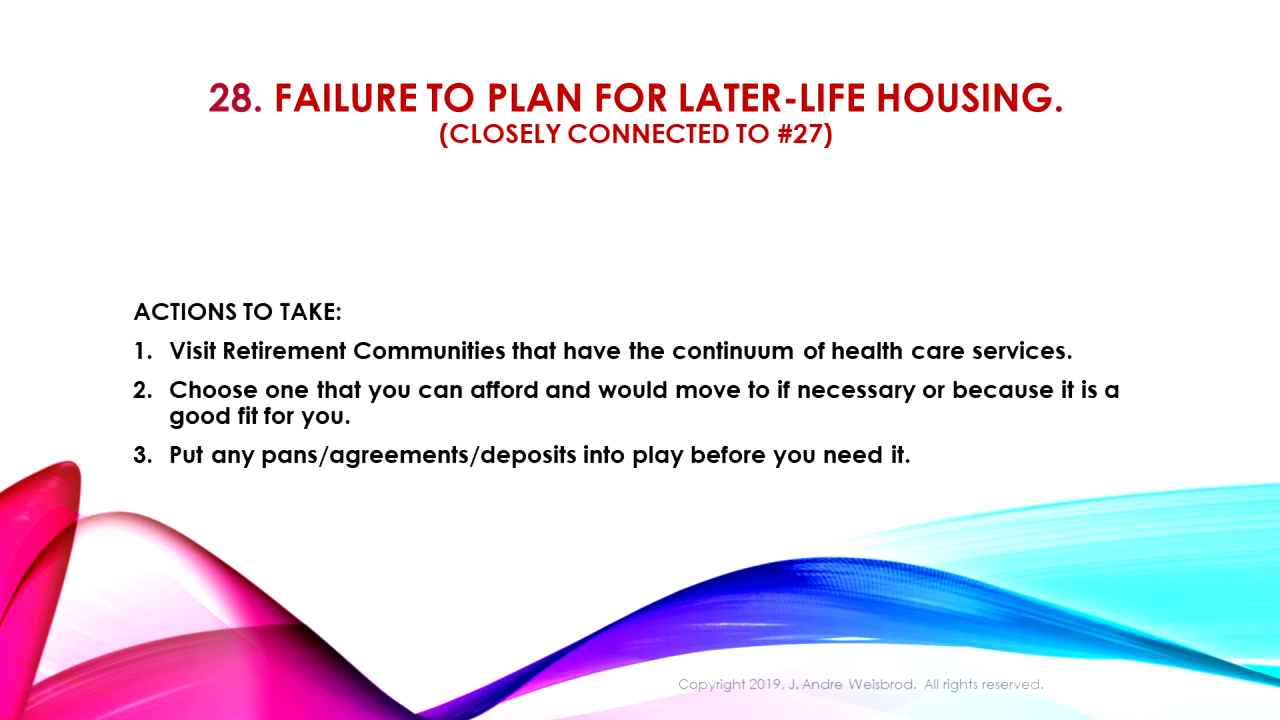 28. FAILURE TO PLAN FOR LATER-LIFE HOUSING.
(CLOSELY CONNECTED TO #27)
ACTIONS TO TAKE:
1. Visit Retirement Communities that have the continuum of health care services.
2. Choose one that you can afford and would move to if necessary or because it is a
good fit for you.
3. Put any pans/agreements/deposits into play before you need it.
Copyright 2019, J. Andre Weisbrod. All rights reserved.